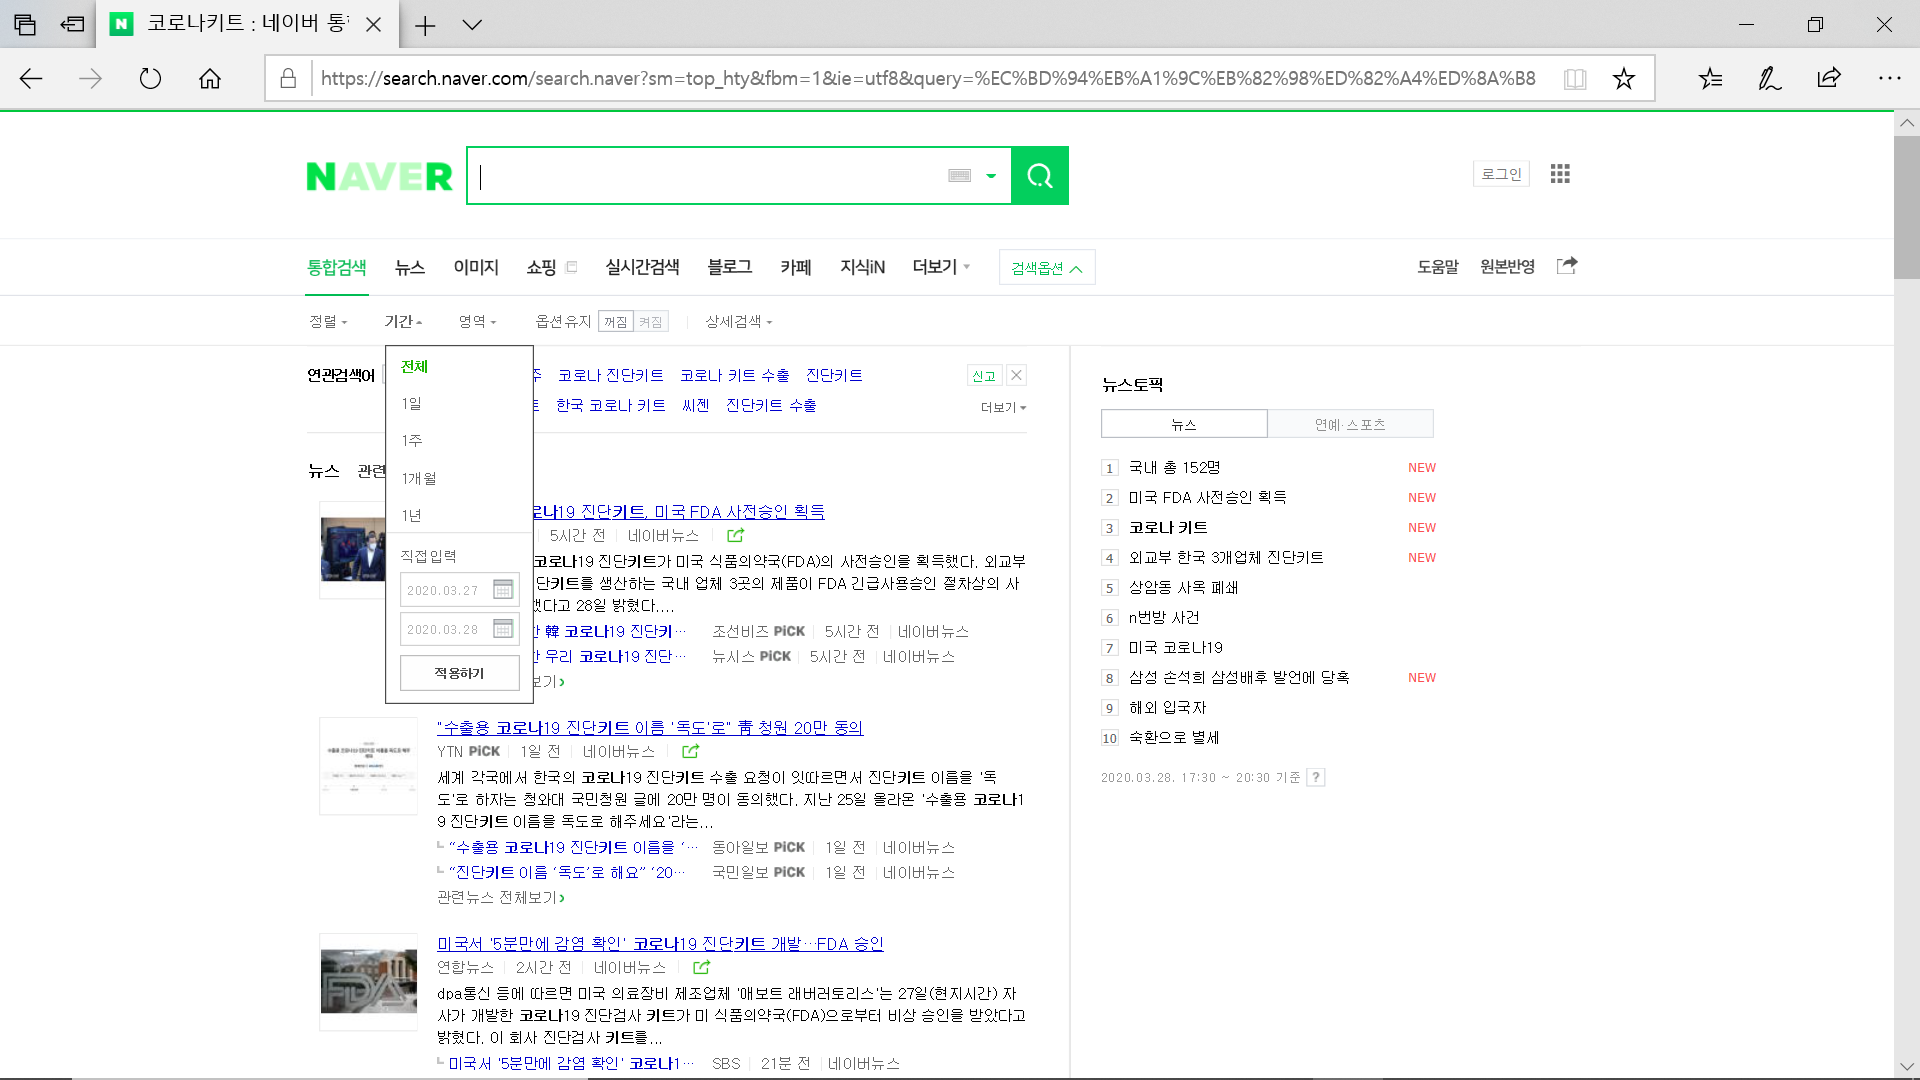 코로나키트 : 네이버 통
https://search.naver.com/search.naver?sm=top_hty&fbm=1&ie=utf8&query=%EC%BD%94%EB%A1%9C%EB%82%98%ED%82%A4%ED%8A%B8
NAVER
로그인
통합검색 뉴스 이미지 쇼핑 실시간검색 블로그 카페 지식iN 더보기 검색옵션 도움말 원본반영
정렬 기간 영역 옵션유지 꺼짐 켜짐 상세검색
전체
1일
1주
1개월
1년
직접입력
2020.03.27
2020.03.28
적용하기
연관검색어 주 코로나 진단키트 코로나 키트 수출 진단키트 신고
트 한국 코로나 키트 씨젠 진단키트 수출 더보기
뉴스 관련
로나19 진단키트, 미국 FDA 사전승인 획득
5시간 전 네이버뉴스
코로나19 진단키트가 미국 식품의약국(FDA)의 사전승인을 획득했다. 외교부
단키트를 생산하는 국내 업체 3곳의 제품이 FDA 긴급사용승인 절차상의 사
했다고 28일 밝혔다....
한 韓 코로나19 진단키… 조선비즈 PiCK 5시간 전 네이버뉴스
한 우리 코로나19 진단… 뉴시스 PiCK 5시간 전 네이버뉴스
보기
"수출용 코로나19 진단키트 이름 '독도'로" 靑 청원 20만 동의
YTN PiCK 1일 전 네이버뉴스
세계 각국에서 한국의 코로나19 진단키트 수출 요청이 잇따르면서 진단키트 이름을 '독
도'로 하자는 청와대 국민청원 글에 20만 명이 동의했다. 지난 25일 올라온 '수출용 코로나1
9 진단키트 이름을 독도로 해주세요'라는...
“수출용 코로나19 진단키트 이름을 ‘… 동아일보 PiCK 1일 전 네이버뉴스
“진단키트 이름 ‘독도’로 해요” ‘20… 국민일보 PiCK 1일 전 네이버뉴스
관련뉴스 전체보기
미국서 '5분만에 감염 확인' 코로나19 진단키트 개발…FDA 승인
연합뉴스 2시간 전 네이버뉴스
dpa통신 등에 따르면 미국 의료장비 제조업체 '애보트 래버러토리스'는 27일(현지시간) 자
사가 개발한 코로나19 진단검사 키트가 미 식품의약국(FDA)으로부터 비상 승인을 받았다고
밝혔다. 이 회사 진단검사 키트를...
미국서 '5분만에 감염 확인' 코로나1… SBS 21분 전 네이버뉴스
뉴스토픽
뉴스 연예·스포츠
1 국내 총 152명 NEW
2 미국 FDA 사전승인 획득 NEW
3 코로나 키트 NEW
4 외교부 한국 3개업체 진단키트 NEW
5 상암동 사옥 폐쇄
6 n번방 사건
7 미국 코로나19
8 삼성 손석희 삼성배후 발언에 당혹 NEW
9 해외 입국자
10 숙환으로 별세
2020.03.28. 17:30 ~ 20:30 기준 ?